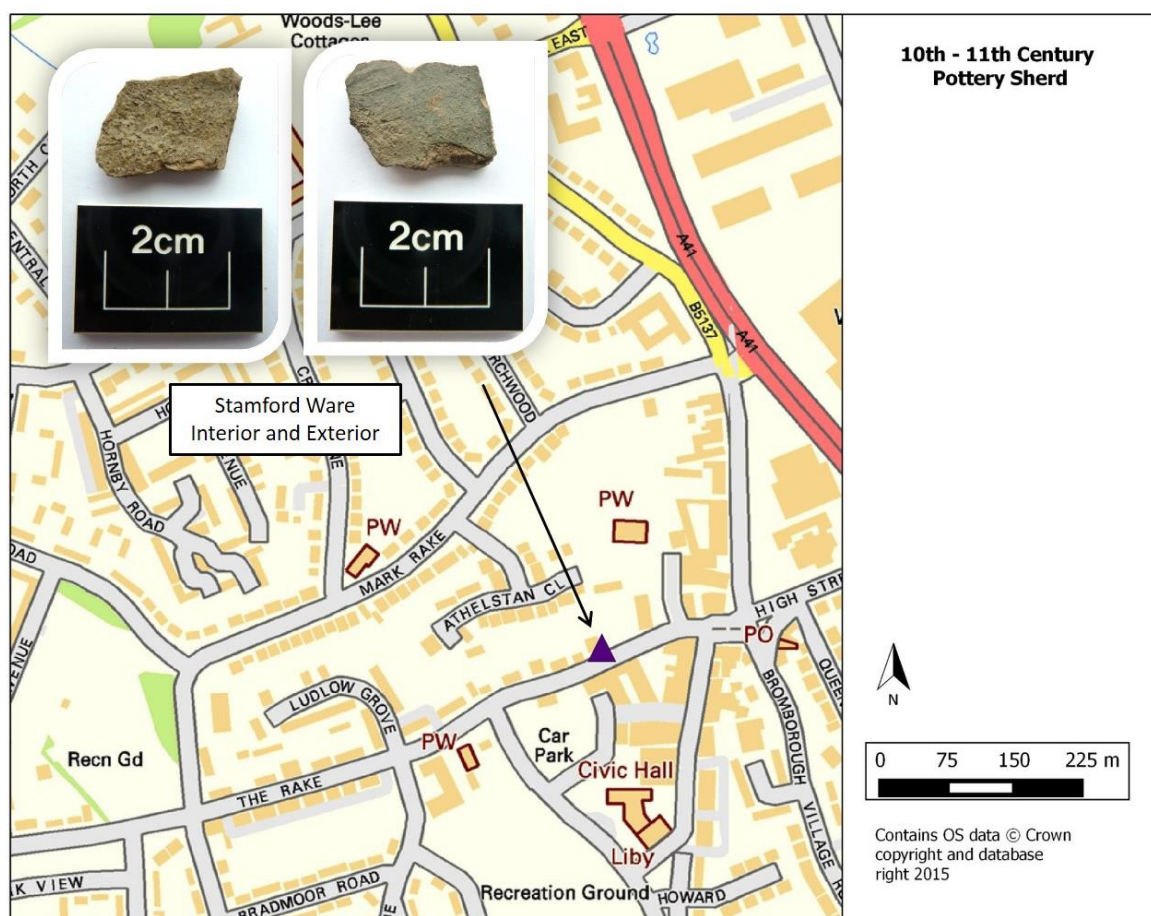 Woods-Lee
Cottages
EAST
10th - 11th Century
Pottery Sherd
2cm
2cm
A41
B5137
A41
Stamford Ware
Interior and Exterior
HORNBY ROAD
PW
MARK RAKE
ATHELSTAN CL
PW
HIGH STRE
PO
LUDLOW GROVE
Recn Gd
PW
Car
Park
Civic Hall
THE RAKE
Liby
BROMBOROUGH VILLAGE
QUEEN
BRADMOOR ROAD
Recreation Ground
HOWARD
N
0 75 150 225 m
Contains OS data © Crown
copyright and database
right 2015